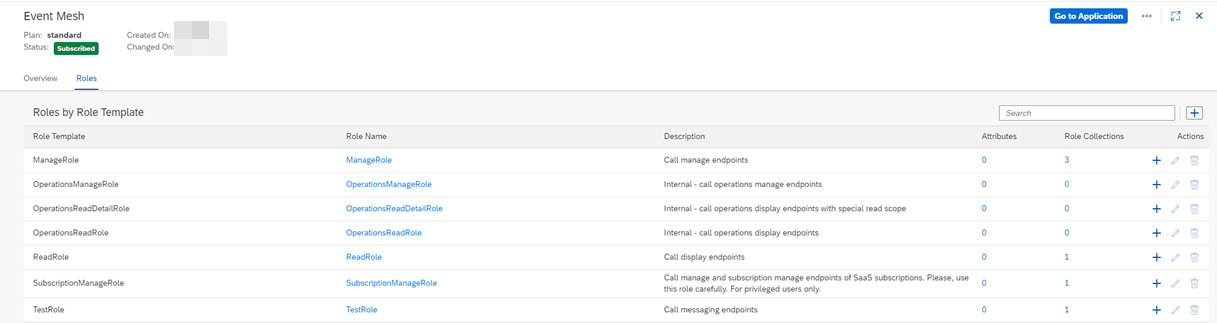 Event Mesh
Go to Application
Plan: standard
Created On:
Status: Subscribed
Changed On:
Overview
Roles
Roles by Role Template
Search
Role Template Role Name Description Attributes Role Collections Actions
ManageRole ManageRole Call manage endpoints 0 3
OperationsManageRole OperationsManageRole Internal - call operations manage endpoints 0 0
OperationsReadDetailRole OperationsReadDetailRole Internal - call operations display endpoints with special read scope 0 0
OperationsReadRole OperationsReadRole Internal - call operations display endpoints 0 0
ReadRole ReadRole Call display endpoints 0 1
SubscriptionManageRole SubscriptionManageRole Call manage and subscription manage endpoints of SaaS subscriptions. Please, use
this role carefully. For privileged users only. 0 1
TestRole TestRole Call messaging endpoints 0 1